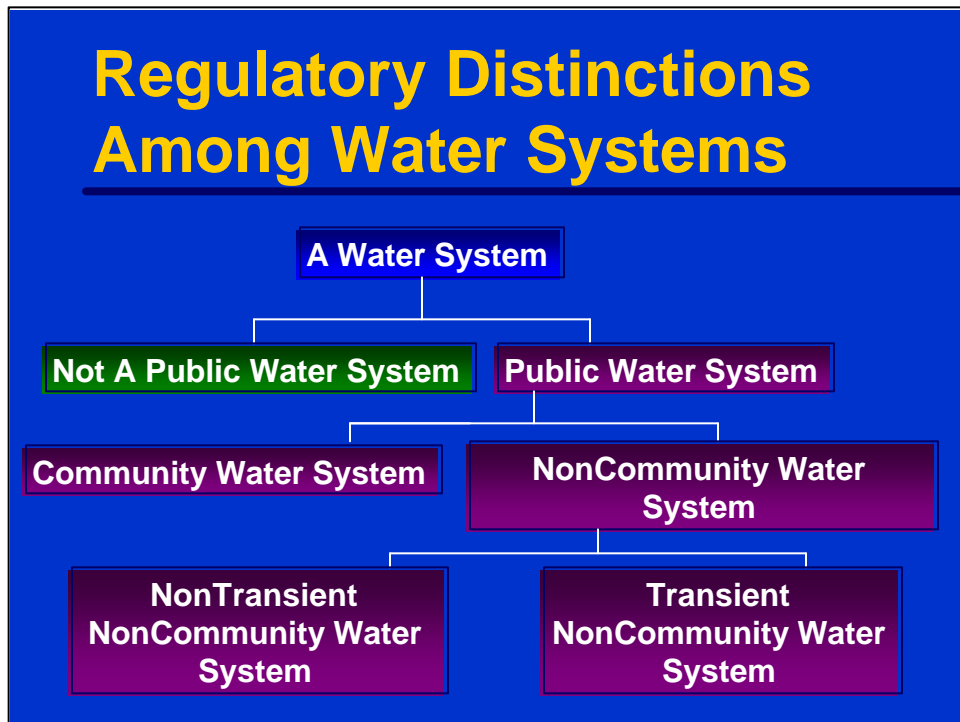 Regulatory Distinctions
Among Water Systems
A Water System
Not A Public Water System
Public Water System
Community Water System
NonCommunity Water
System
NonTransient
NonCommunity Water
System
Transient
NonCommunity Water
System